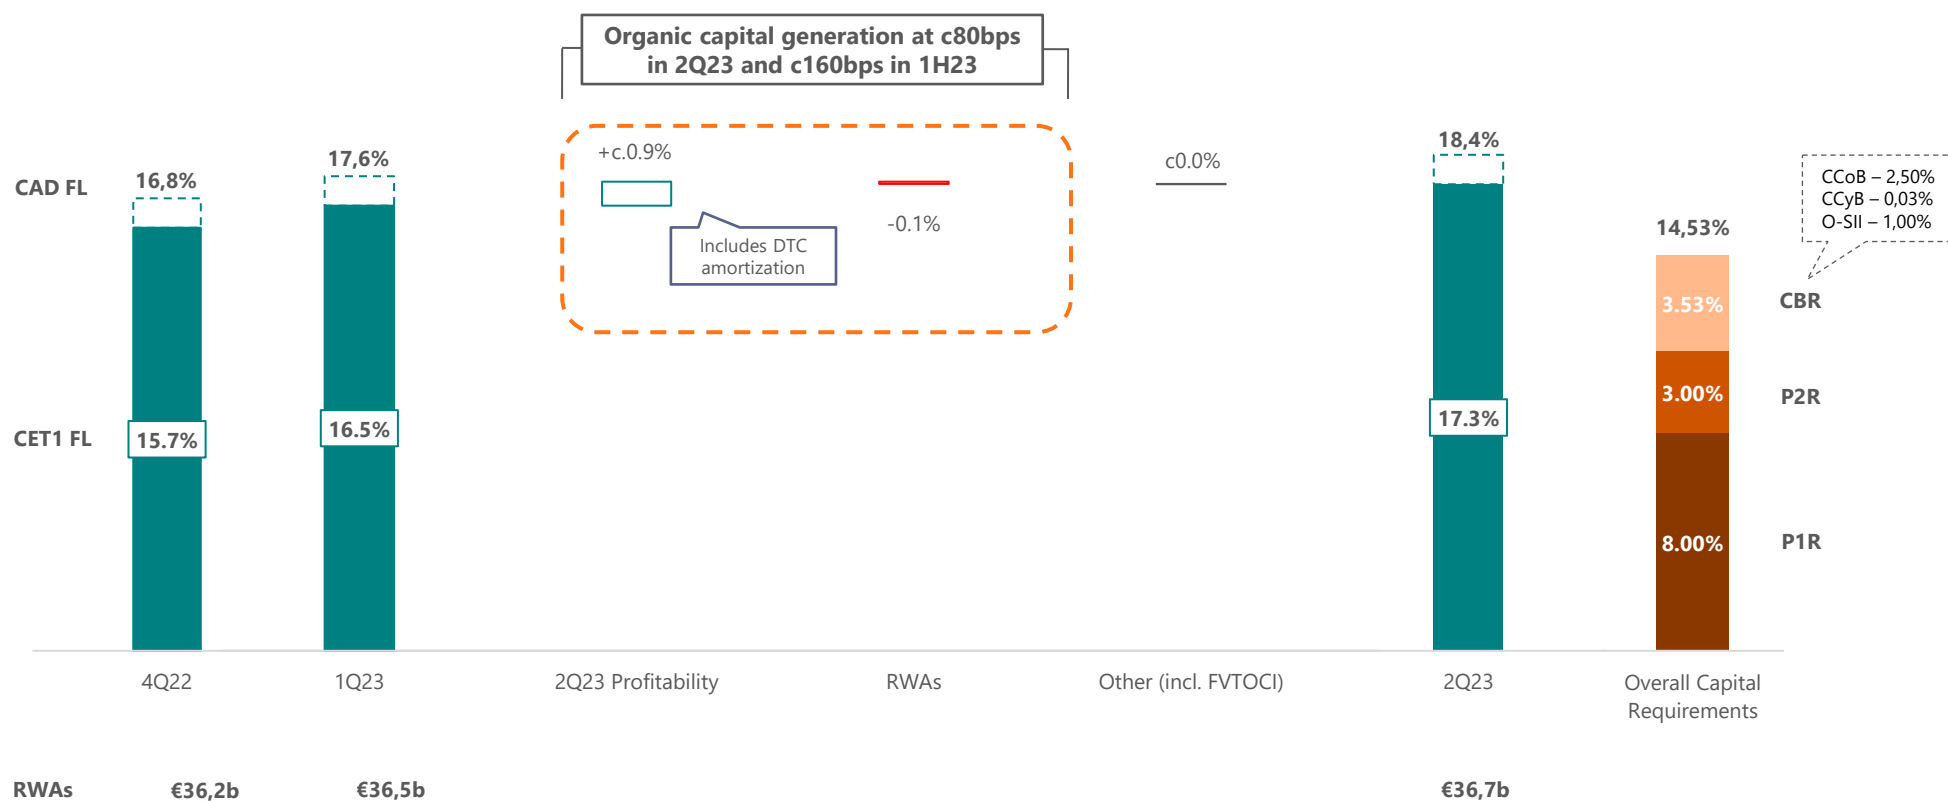 Organic capital generation at c80bps
in 2Q23 and c160bps in 1H23
CAD FL
16,8%
17,6%
+c.0.9%
Includes DTC
amortization
-0.1%
c0.0%
18,4%
14,53%
CCoB – 2,50%
CCyB – 0,03%
O-SII – 1,00%
3.53%
CBR
3.00%
P2R
CET1 FL
15.7%
16.5%
17.3%
8.00%
P1R
4Q22
1Q23
2Q23 Profitability
RWAs
Other (incl. FVTOCI)
2Q23
Overall Capital
Requirements
RWAs
€36,2b
€36,5b
€36,7b